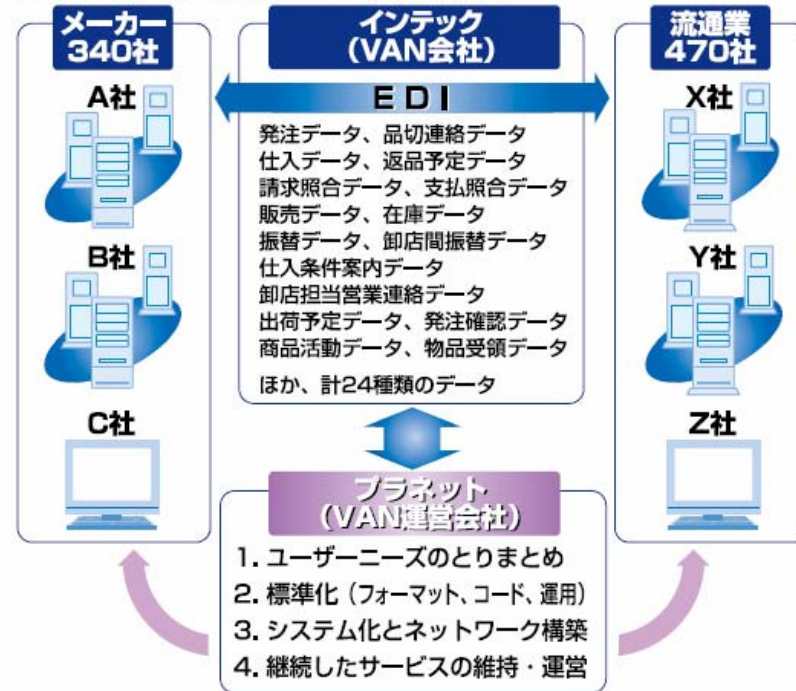 メーカー
340社
A社
B社
C社
インテック
(VAN会社)
EDI
発注データ、品切連絡データ
仕入データ、返品予定データ
請求照合データ、支払照合データ
販売データ、在庫データ
振替データ、卸店間振替データ
仕入条件案内データ
卸店担当営業連絡データ
出荷予定データ、発注確認データ
商品活動データ、物品受領データ
ほか、計24種類のデータ
流通業
470社
X社
Y社
Z社
プラネット
(VAN運営会社)
1. ユーザーニーズのとりまとめ
2. 標準化（フォーマット、コード、運用）
3. システム化とネットワーク構築
4. 継続したサービスの維持・運営